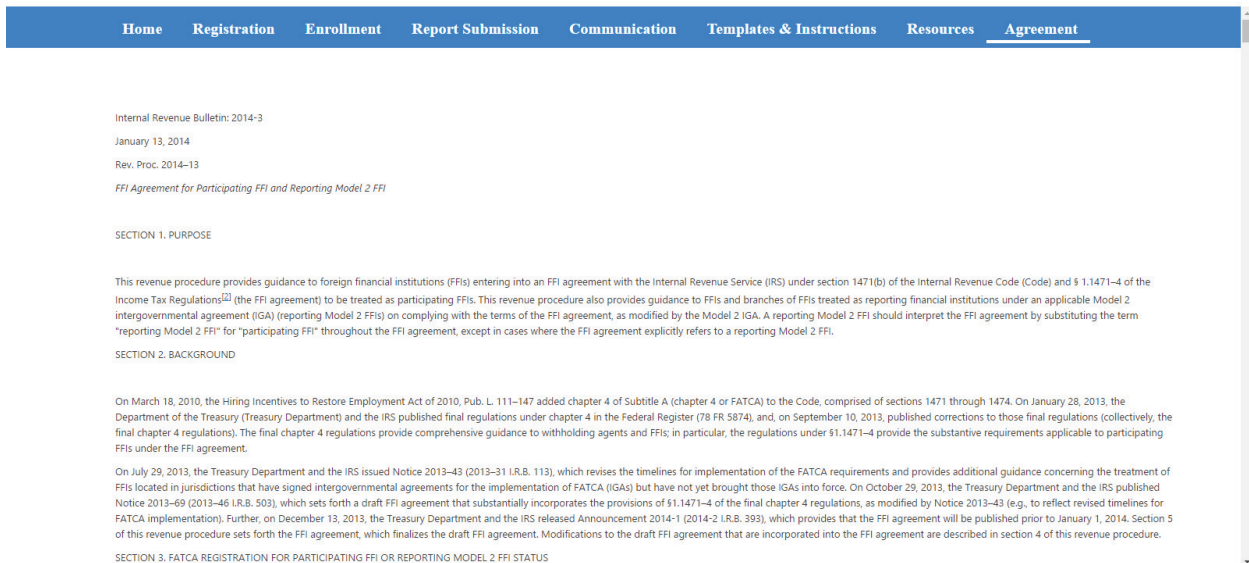 Home Registration Enrollment Report Submission Communication Templates & Instructions Resources Agreement
Internal Revenue Bulletin: 2014-3
January 13, 2014
Rev. Proc. 2014–13
FFI Agreement for Participating FFI and Reporting Model 2 FFI
SECTION 1. PURPOSE
This revenue procedure provides guidance to foreign financial institutions (FFIs) entering into an FFI agreement with the Internal Revenue Service (IRS) under section 1471(b) of the Internal Revenue Code (Code) and § 1.1471–4 of the
Income Tax Regulations[2] (the FFI agreement) to be treated as participating FFIs. This revenue procedure also provides guidance to FFIs and branches of FFIs treated as reporting financial institutions under an applicable Model 2
intergovernmental agreement (IGA) (reporting Model 2 FFIs) on complying with the terms of the FFI agreement, as modified by the Model 2 IGA. A reporting Model 2 FFI should interpret the FFI agreement by substituting the term
"reporting Model 2 FFI" for "participating FFI" throughout the FFI agreement, except in cases where the FFI agreement explicitly refers to a reporting Model 2 FFI.
SECTION 2. BACKGROUND
On March 18, 2010, the Hiring Incentives to Restore Employment Act of 2010, Pub. L. 111–147 added chapter 4 of Subtitle A (chapter 4 or FATCA) to the Code, comprised of sections 1471 through 1474. On January 28, 2013, the
Department of the Treasury (Treasury Department) and the IRS published final regulations under chapter 4 in the Federal Register (78 FR 5874), and, on September 10, 2013, published corrections to those final regulations (collectively, the
final chapter 4 regulations). The final chapter 4 regulations provide comprehensive guidance to withholding agents and FFIs; in particular, the regulations under §1.1471–4 provide the substantive requirements applicable to participating
FFIs under the FFI agreement.
On July 29, 2013, the Treasury Department and the IRS issued Notice 2013–43 (2013–31 I.R.B. 113), which revises the timelines for implementation of the FATCA requirements and provides additional guidance concerning the treatment of
FFIs located in jurisdictions that have signed intergovernmental agreements for the implementation of FATCA (IGAs) but have not yet brought those IGAs into force. On October 29, 2013, the Treasury Department and the IRS published
Notice 2013–69 (2013–46 I.R.B. 503), which sets forth a draft FFI agreement that substantially incorporates the provisions of §1.1471–4 of the final chapter 4 regulations, as modified by Notice 2013–43 (e.g., to reflect revised timelines for
FATCA implementation). Further, on December 13, 2013, the Treasury Department and the IRS released Announcement 2014-1 (2014-2 I.R.B. 393), which provides that the FFI agreement will be published prior to January 1, 2014. Section 5
of this revenue procedure sets forth the FFI agreement, which finalizes the draft FFI agreement. Modifications to the draft FFI agreement that are incorporated into the FFI agreement are described in section 4 of this revenue procedure.
SECTION 3. FATCA REGISTRATION FOR PARTICIPATING FFI OR REPORTING MODEL 2 FFI STATUS